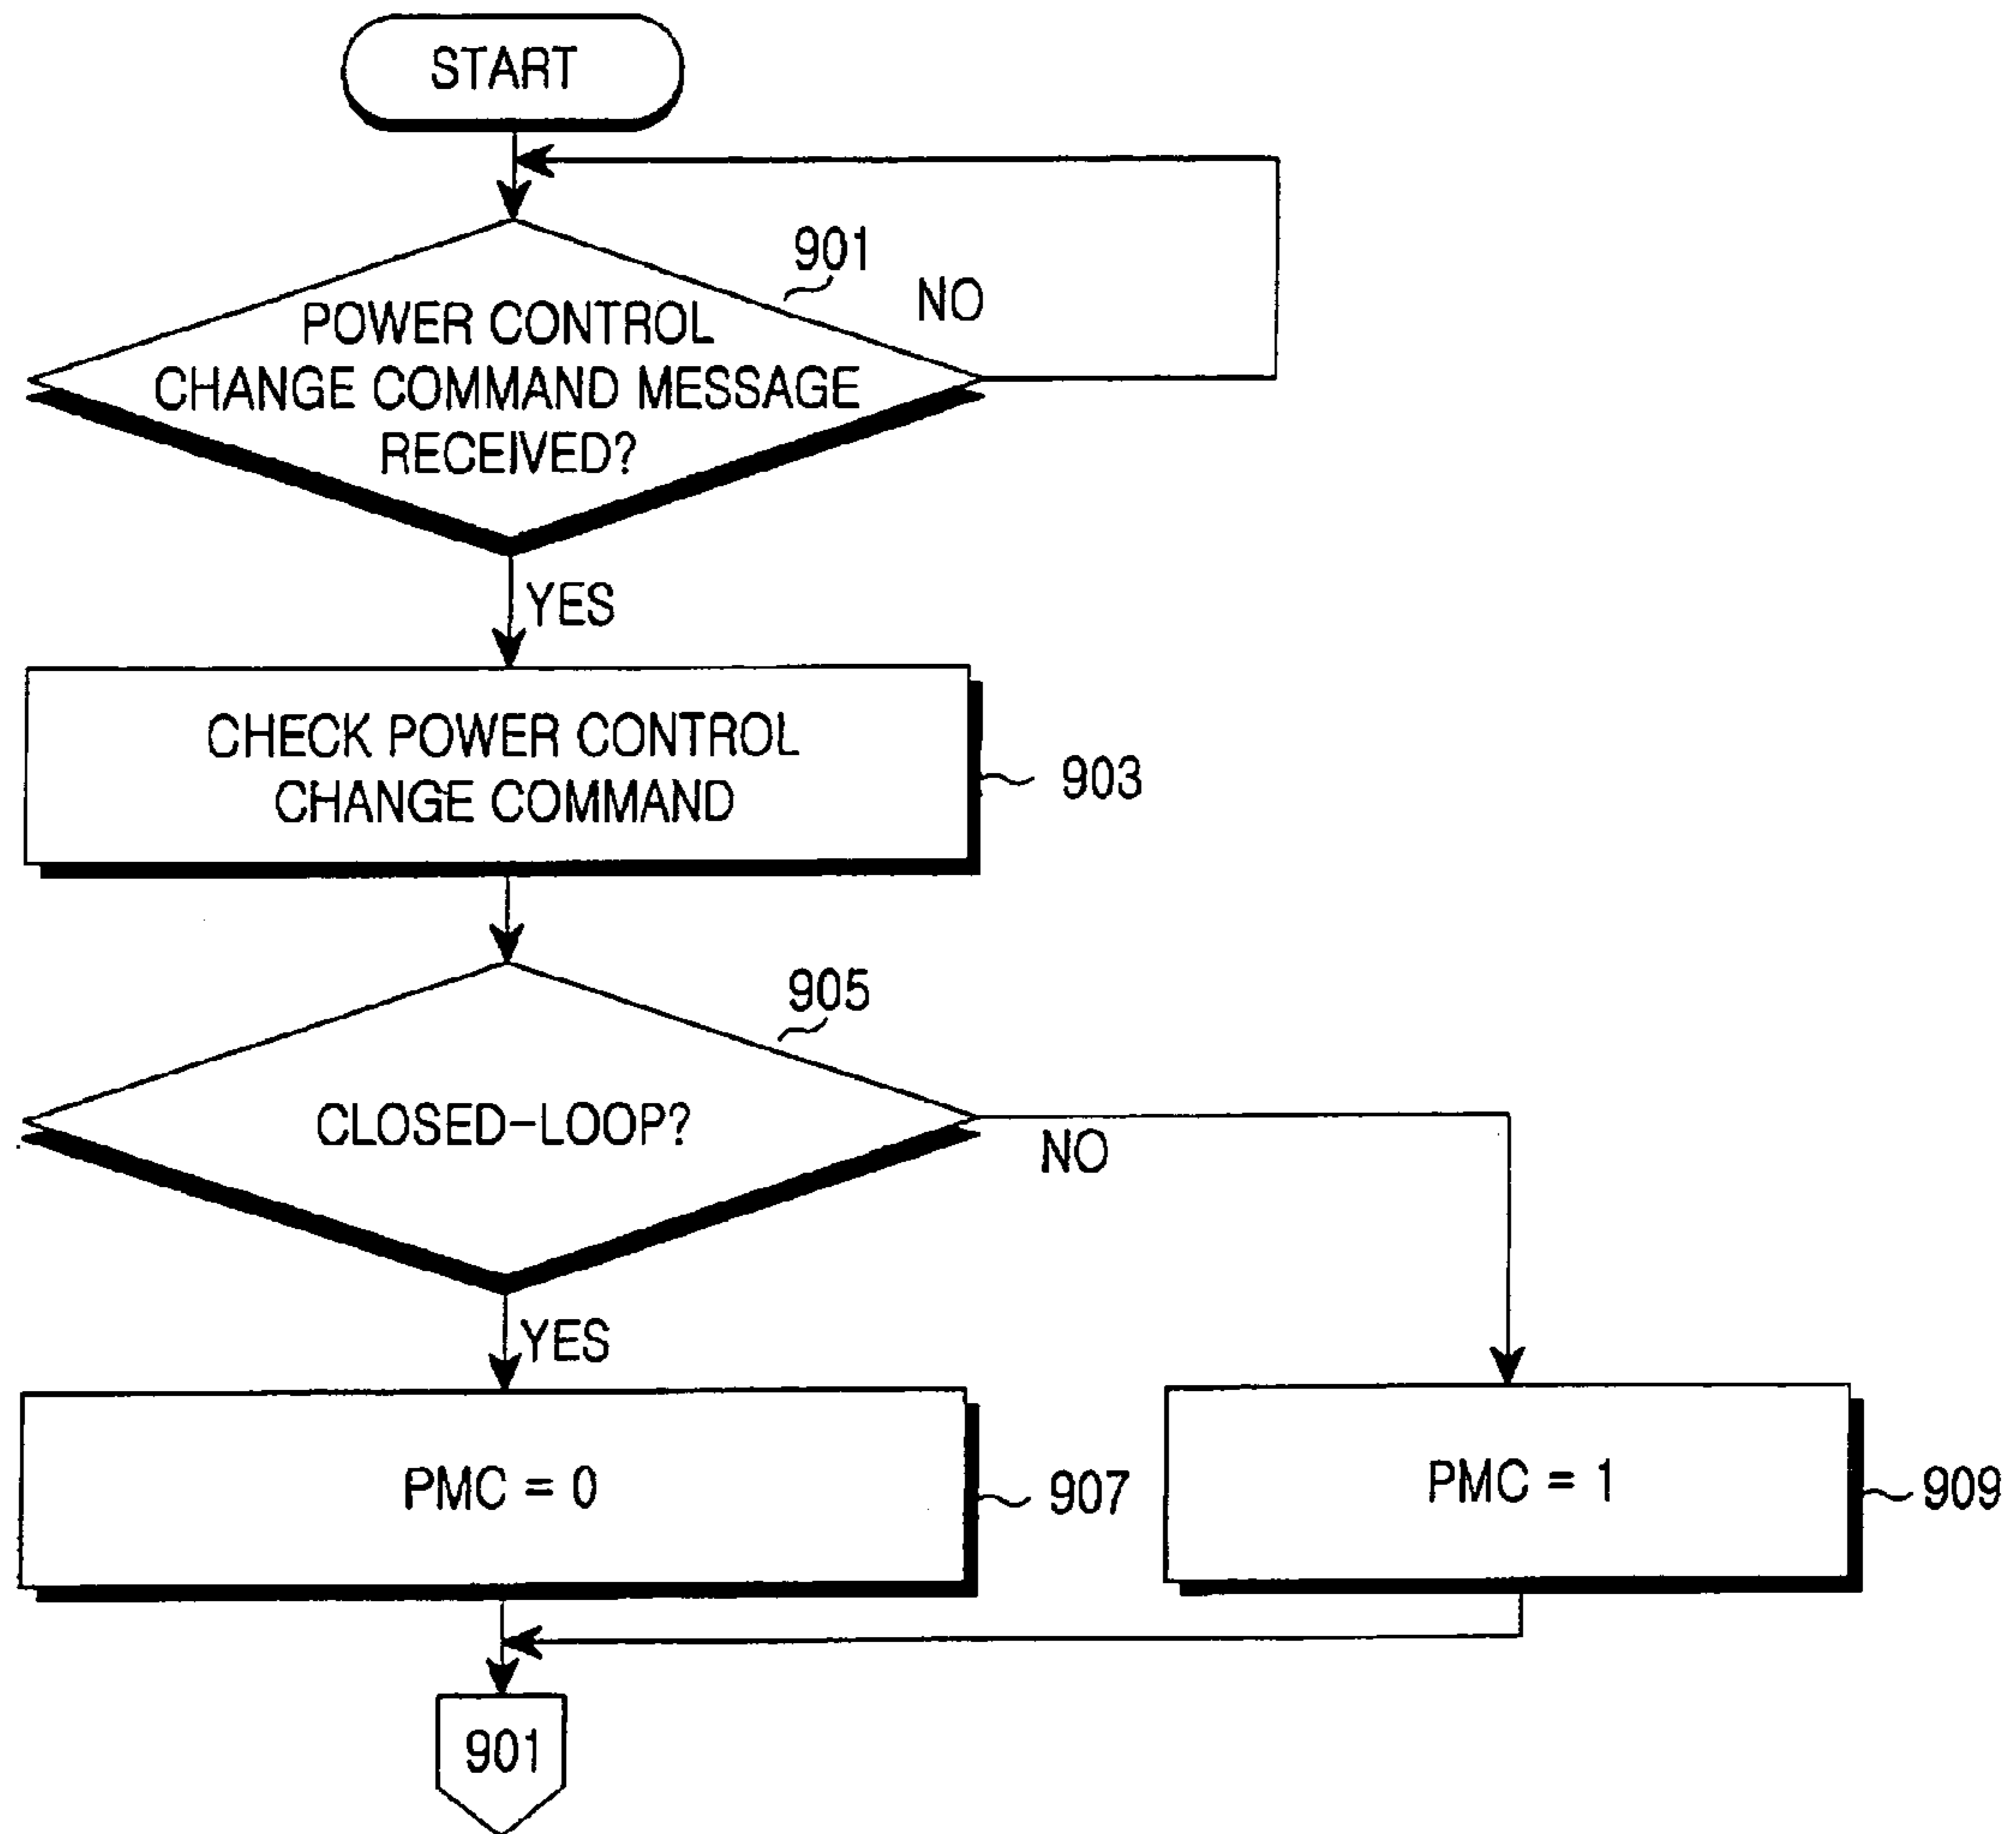 START
901
NO
POWER CONTROL
CHANGE COMMAND MESSAGE
RECEIVED?
YES
CHECK POWER CONTROL
CHANGE COMMAND
903
905
CLOSED-LOOP?
NO
YES
PMC = 0
907
PMC = 1
909
901